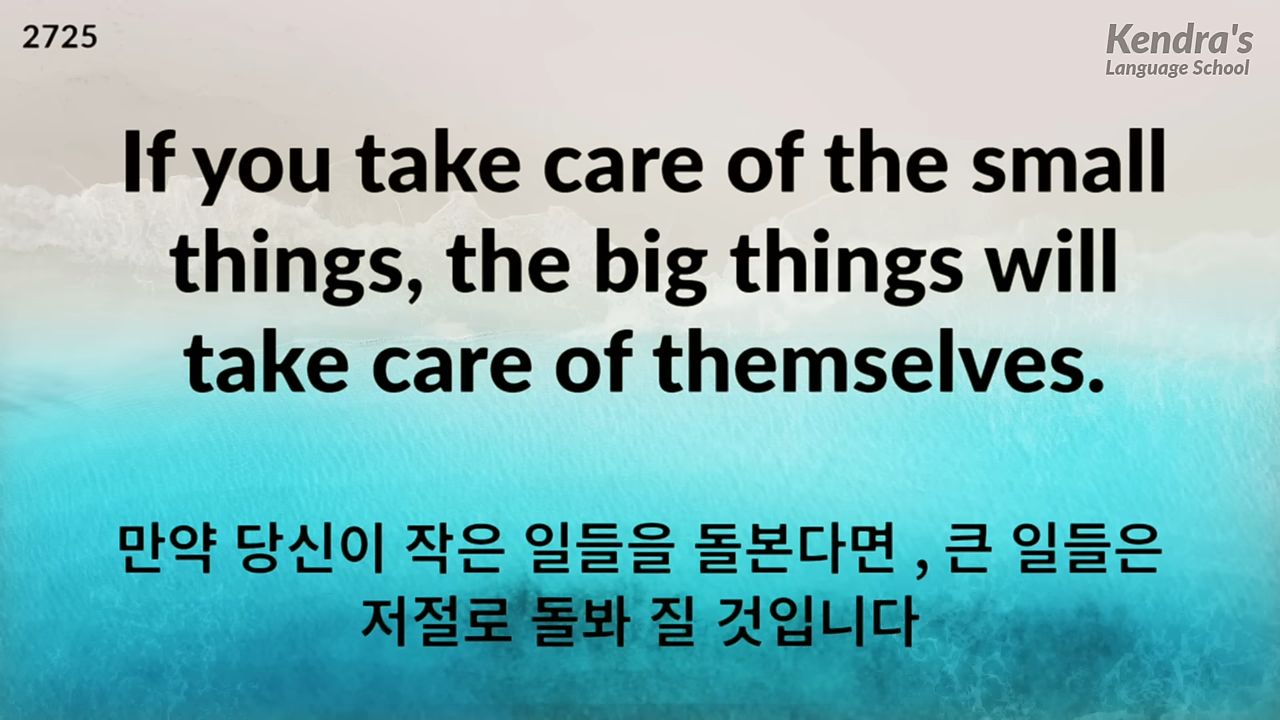 2725
Kendra's
Language School
If you take care of the small
things, the big things will
take care of themselves.
만약 당신이 작은 일들을 돌본다면 , 큰 일들은
저절로 돌봐 질 것입니다